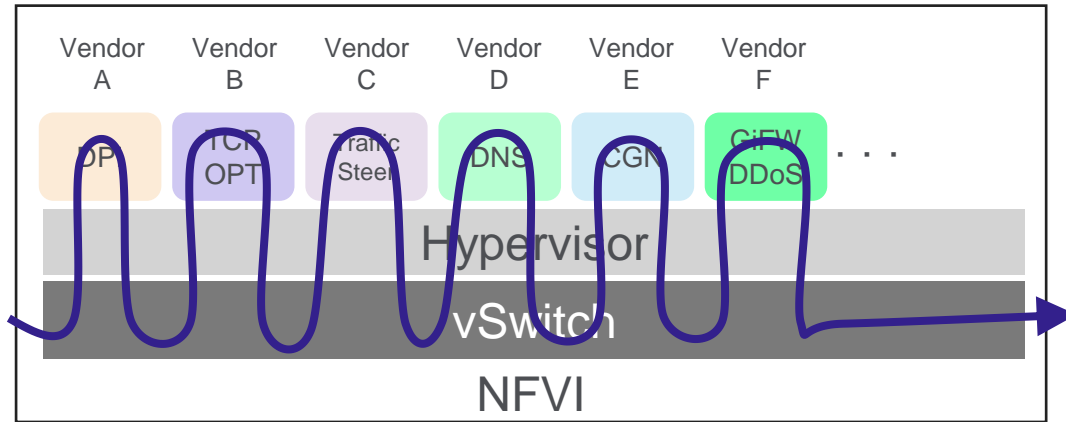 Vendor A
Vendor B
Vendor C
Vendor D
Vendor E
Vendor F
DPI
TCP
OPT
Traffic
Steer
DNS
CGN
GiFW
DDoS
. . .
Hypervisor
vSwitch
NFVI